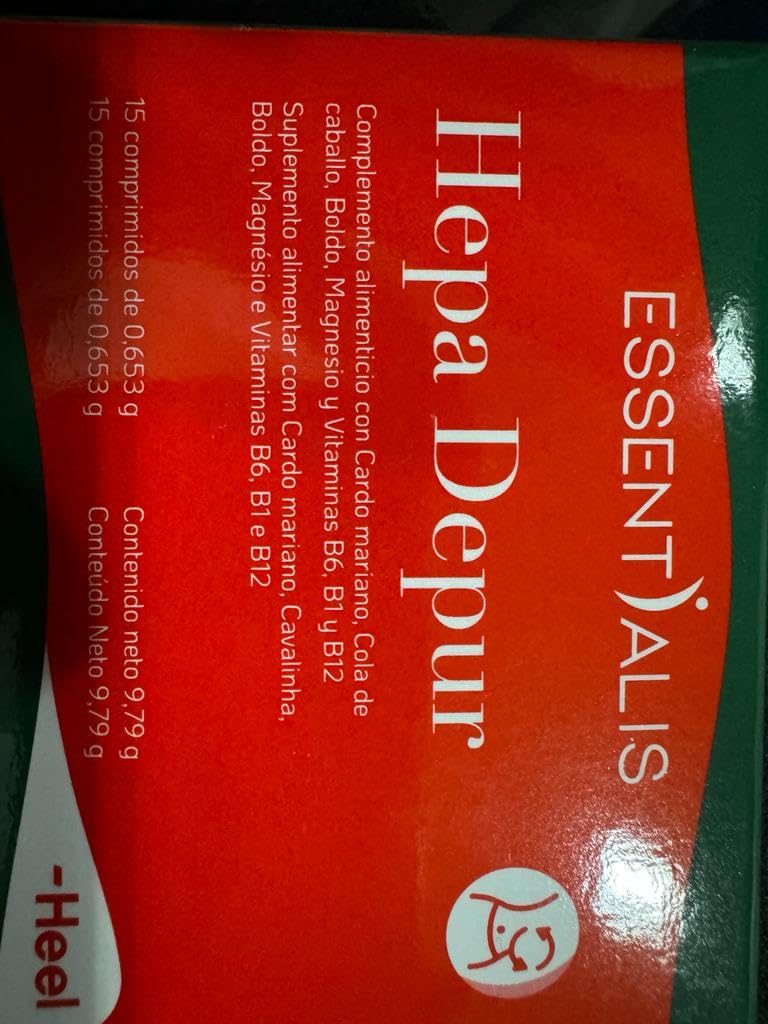 ESSENTIALIS
Hepa Depur
Complemento alimenticio con Cardo mariano, Cola de
caballo, Boldo, Magnesio y Vitaminas B6, B1 y B12
Suplemento alimentar com Cardo mariano, Cavalinha,
Boldo, Magnésio e Vitaminas B6, B1 e B12
15 comprimidos de 0,653 g Contenido neto 9,79 g
15 comprimidos de 0,653 g Conteúdo Neto 9,79 g
-Heel